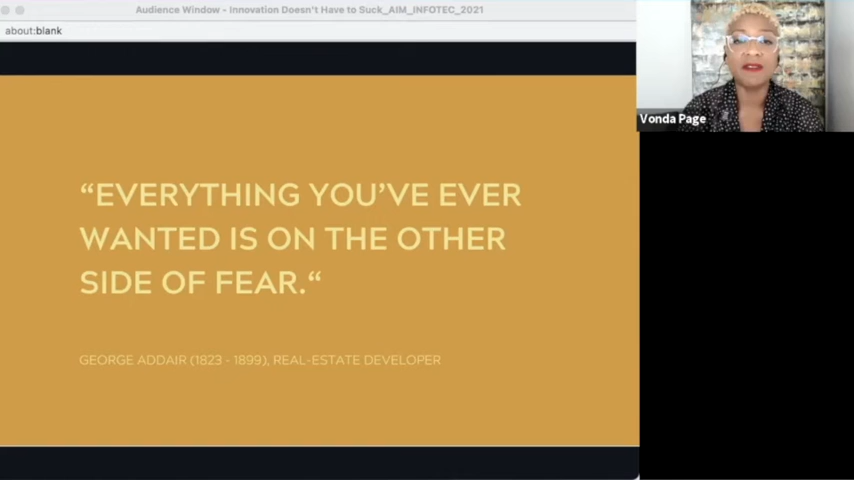 Audience Window - Innovation Doesn't Have to Suck_AIM_INFOTEC_2021
about:blank
Vonda Page
“EVERYTHING YOU’VE EVER
WANTED IS ON THE OTHER
SIDE OF FEAR.“
GEORGE ADDAIR (1823 - 1899), REAL-ESTATE DEVELOPER